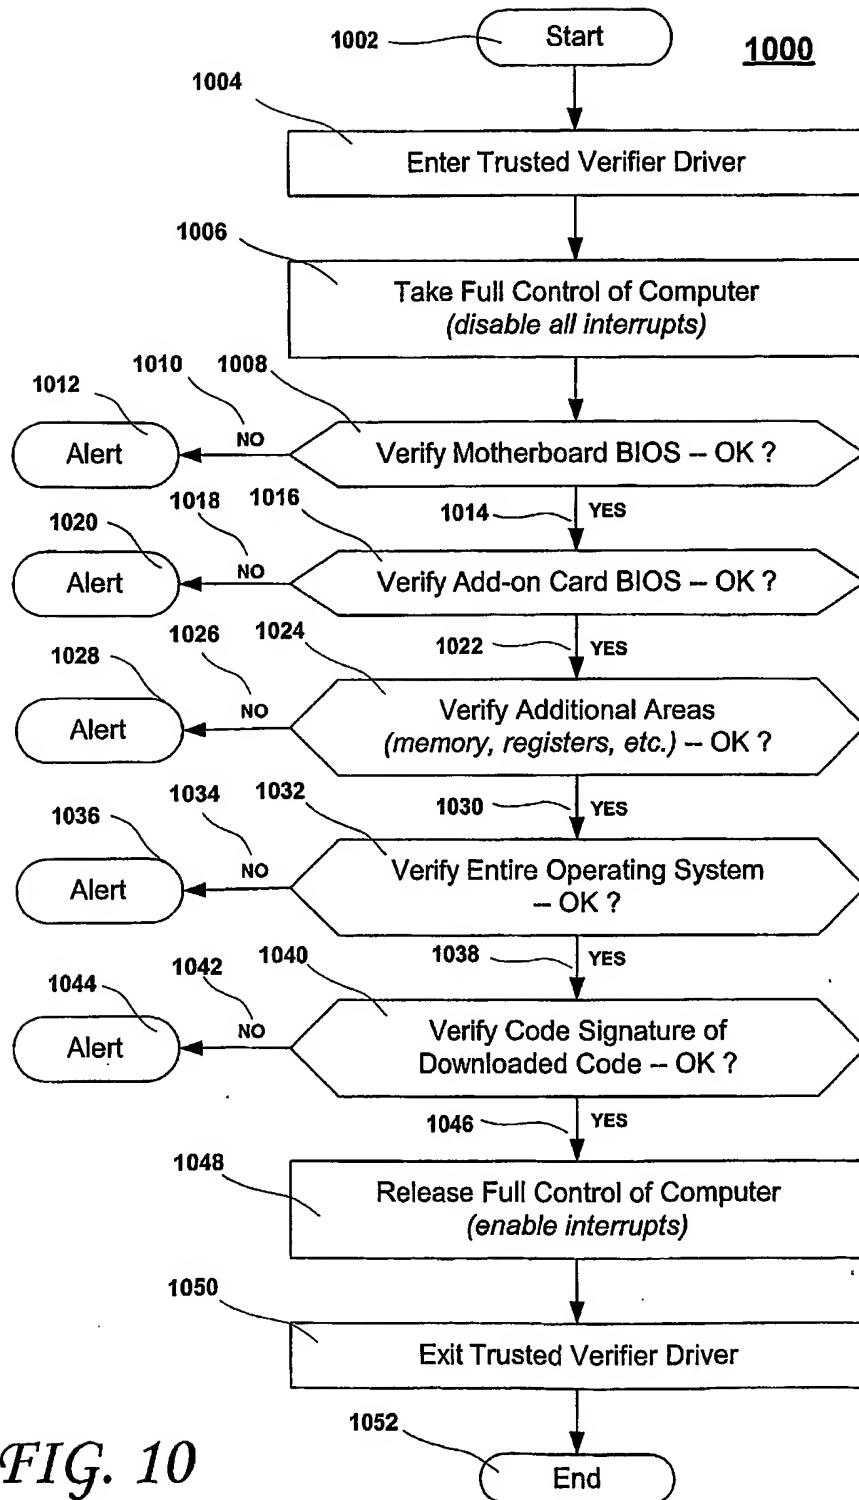 1002
Start
1000
1004
Enter Trusted Verifier Driver
1006
Take Full Control of Computer
(disable all interrupts)
1012
1010
1008
Alert
NO
Verify Motherboard BIOS – OK ?
1014
YES
1020
1018
1016
Alert
NO
Verify Add-on Card BIOS – OK ?
1022
YES
1028
1026
1024
Alert
NO
Verify Additional Areas
(memory, registers, etc.) – OK ?
1030
YES
1036
1034
1032
Alert
NO
Verify Entire Operating System
– OK ?
1038
YES
1044
1042
1040
Alert
NO
Verify Code Signature of
Downloaded Code – OK ?
1046
YES
1048
Release Full Control of Computer
(enable interrupts)
1050
Exit Trusted Verifier Driver
1052
End
FIG. 10